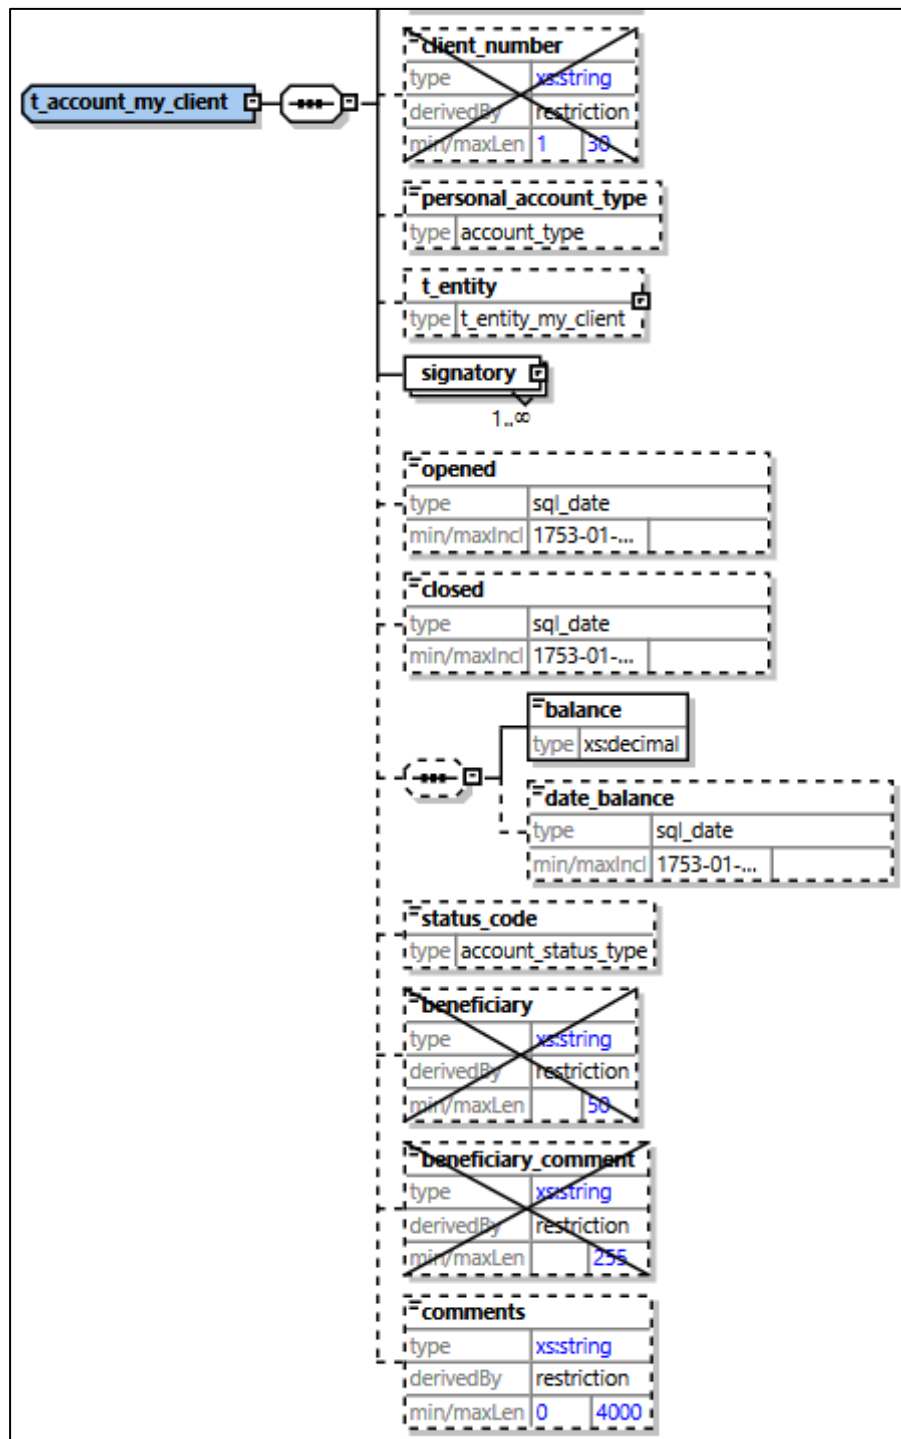 client_number
type xs:string
derivedBy restriction
min/maxLen 1 30
t_account_my_client
personal_account_type
type account_type
t_entity
type t_entity_my_client
signatory
1..∞
opened
type sql_date
min/maxIncl 1753-01-...
closed
type sql_date
min/maxIncl 1753-01-...
balance
type xs:decimal
date_balance
type sql_date
min/maxIncl 1753-01-...
status_code
type account_status_type
beneficiary
type xs:string
derivedBy restriction
min/maxLen 50
beneficiary_comment
type xs:string
derivedBy restriction
min/maxLen 255
comments
type xs:string
derivedBy restriction
min/maxLen 0 4000